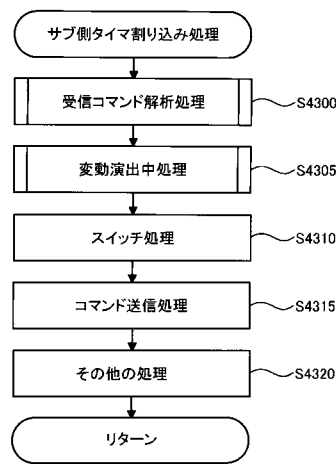 サブ側タイマ割り込み処理
受信コマンド解析処理
S4300
変動演出中処理
S4305
スイッチ処理
S4310
コマンド送信処理
S4315
その他の処理
S4320
リターン